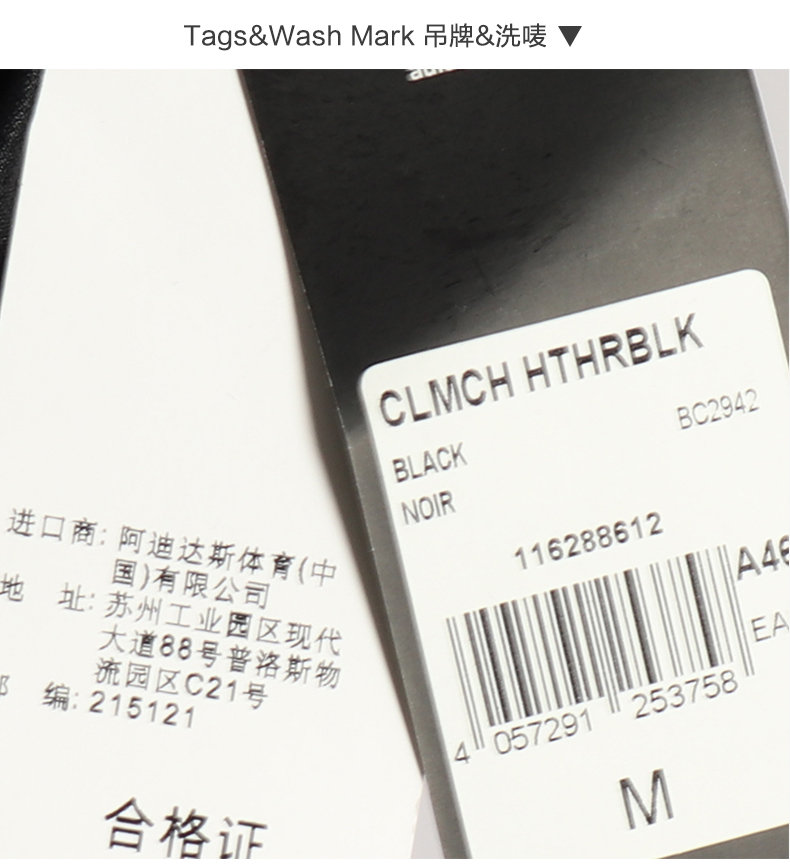 Tags&Wash Mark 吊牌&洗唛
CLMCH HTHRBLK
BC2942
BLACK
NOIR
116288612
A46
EA
4 057291 253758
M
进口商: 阿迪达斯体育(中
国)有限公司
地 址: 苏州工业园区现代
大道88号普洛斯物
流园区C21号
编: 215121
合格证